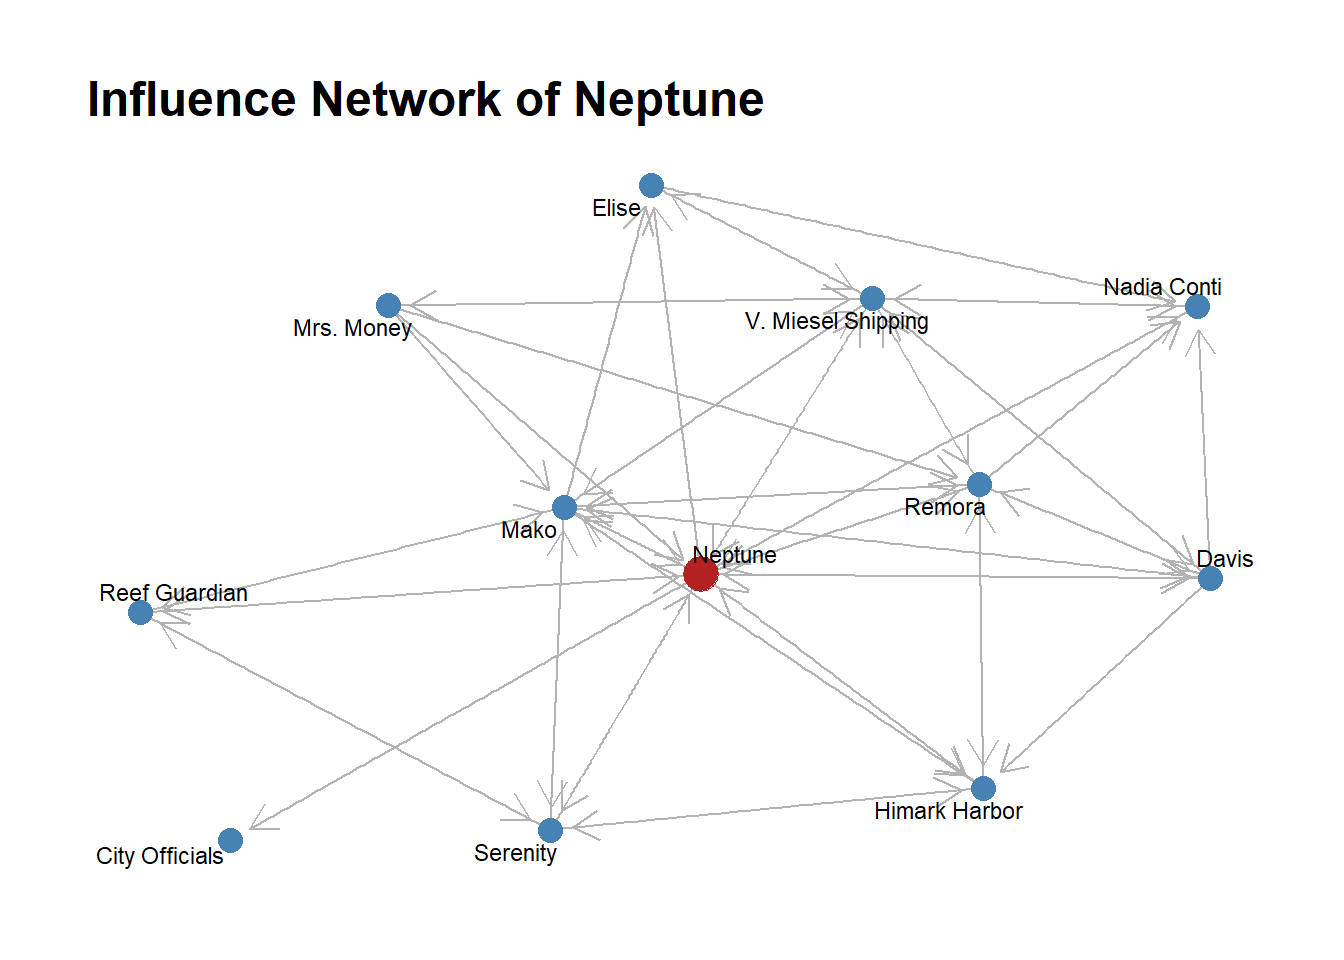 Influence Network of Neptune
Elise
Nadia Conti
Mrs. Money
V. Miesel Shipping
Remora
Mako
Neptune
Davis
Reef Guardian
Himark Harbor
Serenity
City Officials